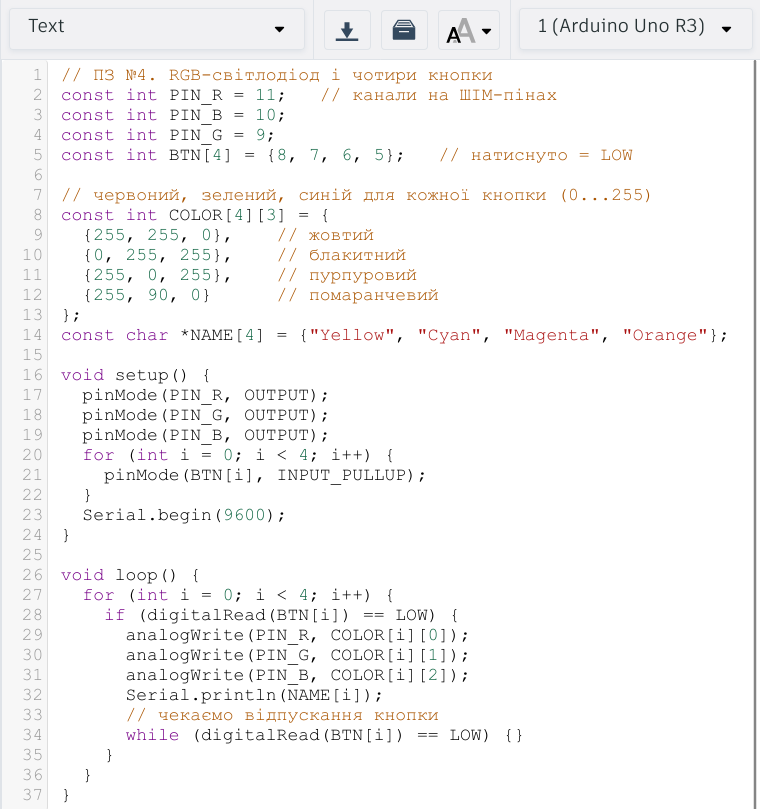 Text
AA
1 (Arduino Uno R3)
1 // ПЗ №4. RGB-світлодіод і чотири кнопки
2 const int PIN_R = 11;   // канали на ШІМ-пінах
3 const int PIN_B = 10;
4 const int PIN_G = 9;
5 const int BTN[4] = {8, 7, 6, 5};   // натиснуто = LOW
6
7 // червоний, зелений, синій для кожної кнопки (0...255)
8 const int COLOR[4][3] = {
9   {255, 255, 0},    // жовтий
10   {0, 255, 255},    // блакитний
11   {255, 0, 255},    // пурпуровий
12   {255, 90, 0}      // помаранчевий
13 };
14 const char *NAME[4] = {"Yellow", "Cyan", "Magenta", "Orange"};
15
16 void setup() {
17   pinMode(PIN_R, OUTPUT);
18   pinMode(PIN_G, OUTPUT);
19   pinMode(PIN_B, OUTPUT);
20   for (int i = 0; i < 4; i++) {
21     pinMode(BTN[i], INPUT_PULLUP);
22   }
23   Serial.begin(9600);
24 }
25
26 void loop() {
27   for (int i = 0; i < 4; i++) {
28     if (digitalRead(BTN[i]) == LOW) {
29       analogWrite(PIN_R, COLOR[i][0]);
30       analogWrite(PIN_G, COLOR[i][1]);
31       analogWrite(PIN_B, COLOR[i][2]);
32       Serial.println(NAME[i]);
33       // чекаємо відпускання кнопки
34       while (digitalRead(BTN[i]) == LOW) {}
35     }
36   }
37 }